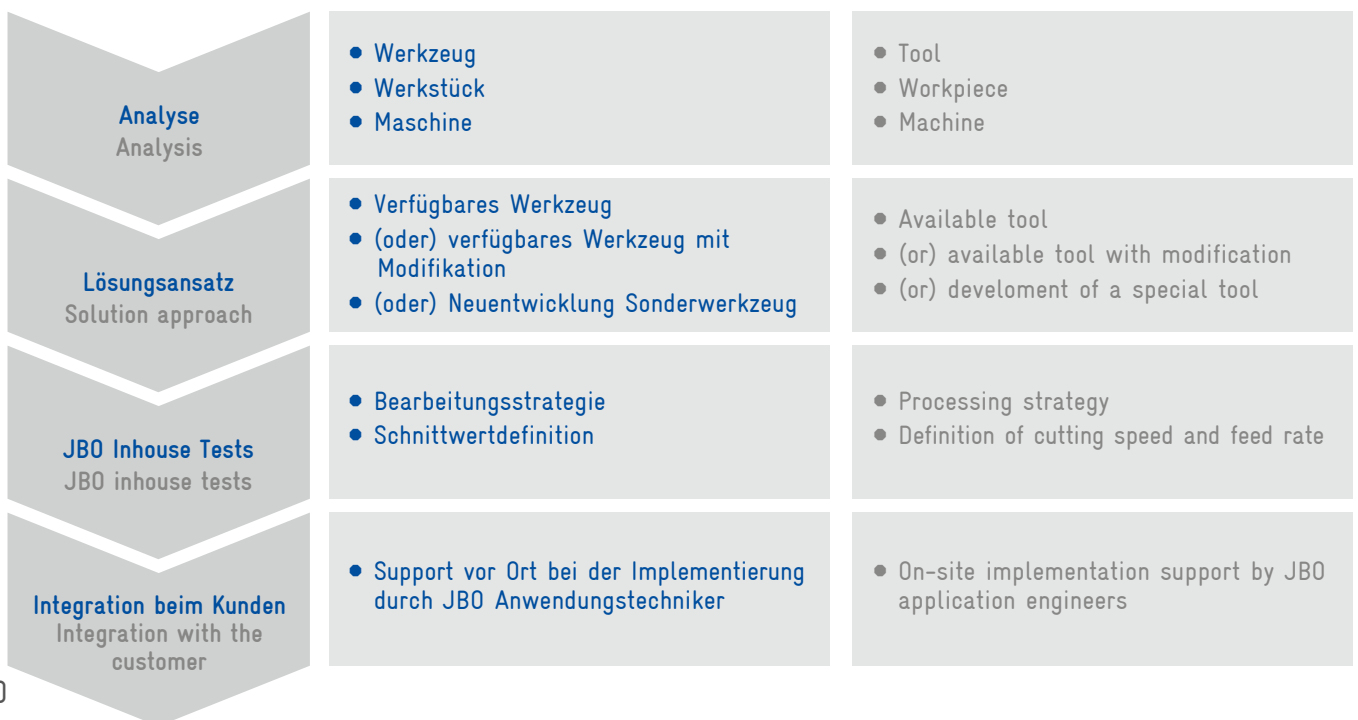 Analyse
Analysis
● Werkzeug
● Werkstück
● Maschine
● Tool
● Workpiece
● Machine
Lösungsansatz
Solution approach
● Verfügbares Werkzeug
● (oder) verfügbares Werkzeug mit
Modifikation
● (oder) Neuentwicklung Sonderwerkzeug
● Available tool
● (or) available tool with modification
● (or) develoment of a special tool
JBO Inhouse Tests
JBO inhouse tests
● Bearbeitungsstrategie
● Schnittwertdefinition
● Processing strategy
● Definition of cutting speed and feed rate
Integration beim Kunden
Integration with the
customer
● Support vor Ort bei der Implementierung
durch JBO Anwendungstechniker
● On-site implementation support by JBO
application engineers